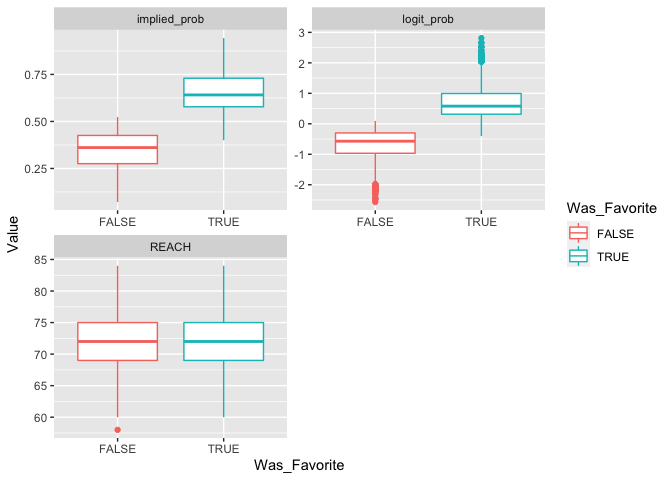 implied_prob
logit_prob
0.75
0.50
0.25
3
2
1
0
-1
-2
FALSE
TRUE
FALSE
TRUE
REACH
85
80
75
70
65
60
FALSE
TRUE
Value
Was_Favorite
Was_Favorite
FALSE
TRUE